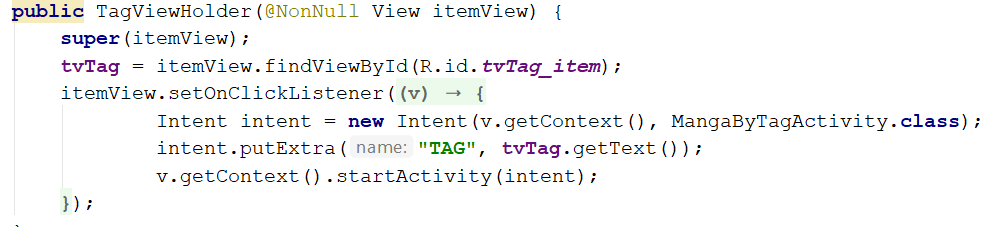 public TagViewHolder(@NonNull View itemView) {
super(itemView);
tvTag = itemView.findViewById(R.id.tvTag_item);
itemView.setOnClickListener((v) → {
Intent intent = new Intent(v.getContext(), MangaByTagActivity.class);
intent.putExtra( name: "TAG", tvTag.getText());
v.getContext().startActivity(intent);
});